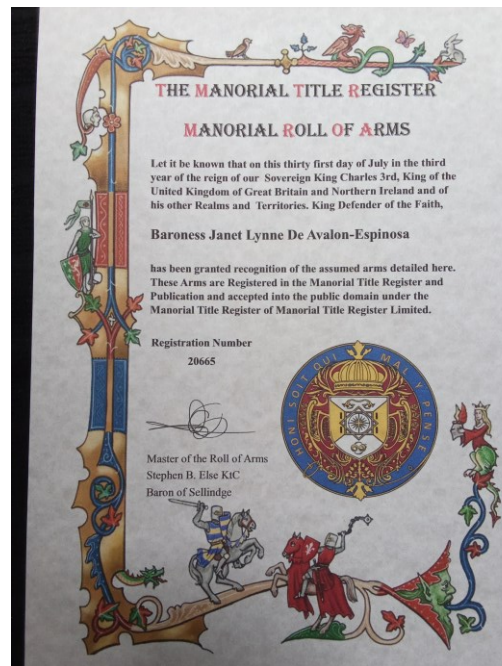 THE MANORIAL TITLE REGISTER
MANORIAL ROLL OF ARMS
Let it be known that on this thirty first day of July in the third
year of the reign of our Sovereign King Charles 3rd, King of the
United Kingdom of Great Britain and Northern Ireland and of
his other Realms and Territories. King Defender of the Faith,
Baroness Janet Lynne De Avalon-Espinosa
has been granted recognition of the assumed arms detailed here.
These Arms are Registered in the Manorial Title Register and
Publication and accepted into the public domain under the
Manorial Title Register of Manorial Title Register Limited.
Registration Number
20665
HONI SOIT QUI MAL Y PENSE
Master of the Roll of Arms
Stephen B. Else KtC
Baron of Sellindge